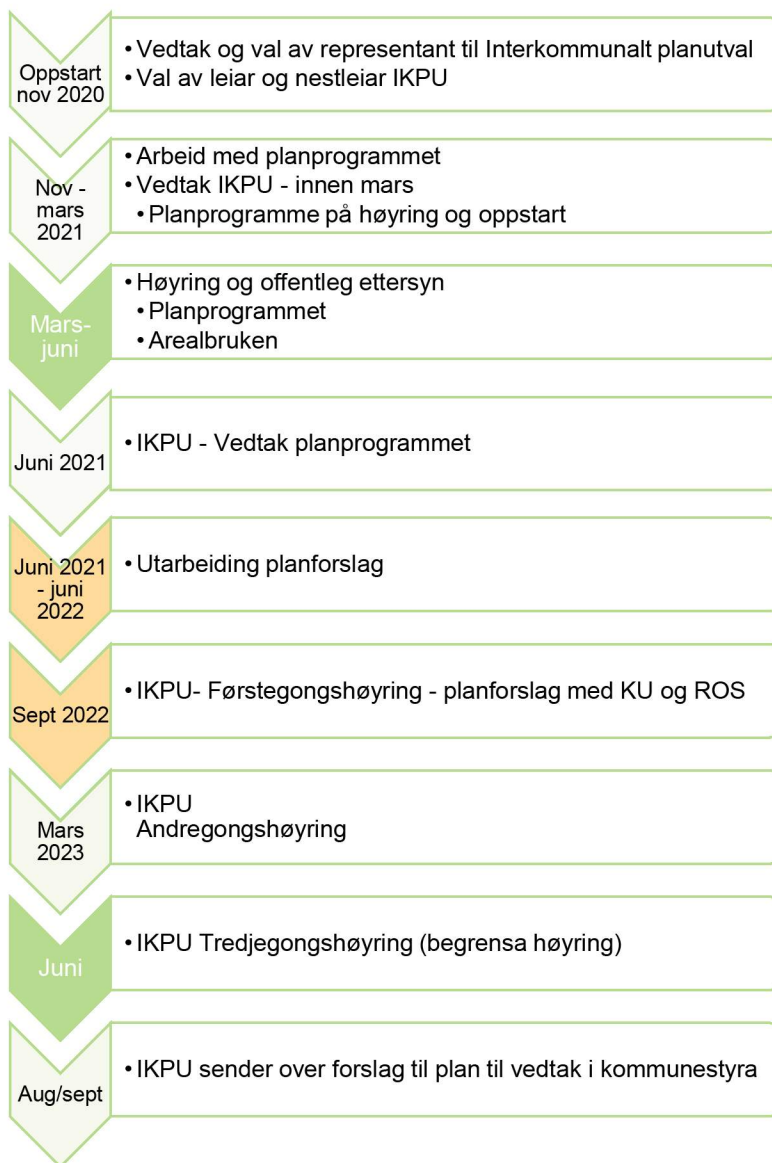 Oppstart
nov 2020
• Vedtak og val av representant til Interkommunalt planutval
• Val av leiar og nestleiar IKPU
Nov -
mars
2021
• Arbeid med planprogrammet
• Vedtak IKPU - innen mars
• Planprogramme på høyring og oppstart
Mars-
juni
• Høyring og offentleg ettersyn
• Planprogrammet
• Arealbruken
Juni 2021
• IKPU - Vedtak planprogrammet
Juni 2021
- juni
2022
• Utarbeiding planforslag
Sept 2022
• IKPU- Førstegongshøyring - planforslag med KU og ROS
Mars
2023
• IKPU
Andregongshøyring
Juni
• IKPU Tredjegongshøyring (begrensa høyring)
Aug/sept
• IKPU sender over forslag til plan til vedtak i kommunestyra